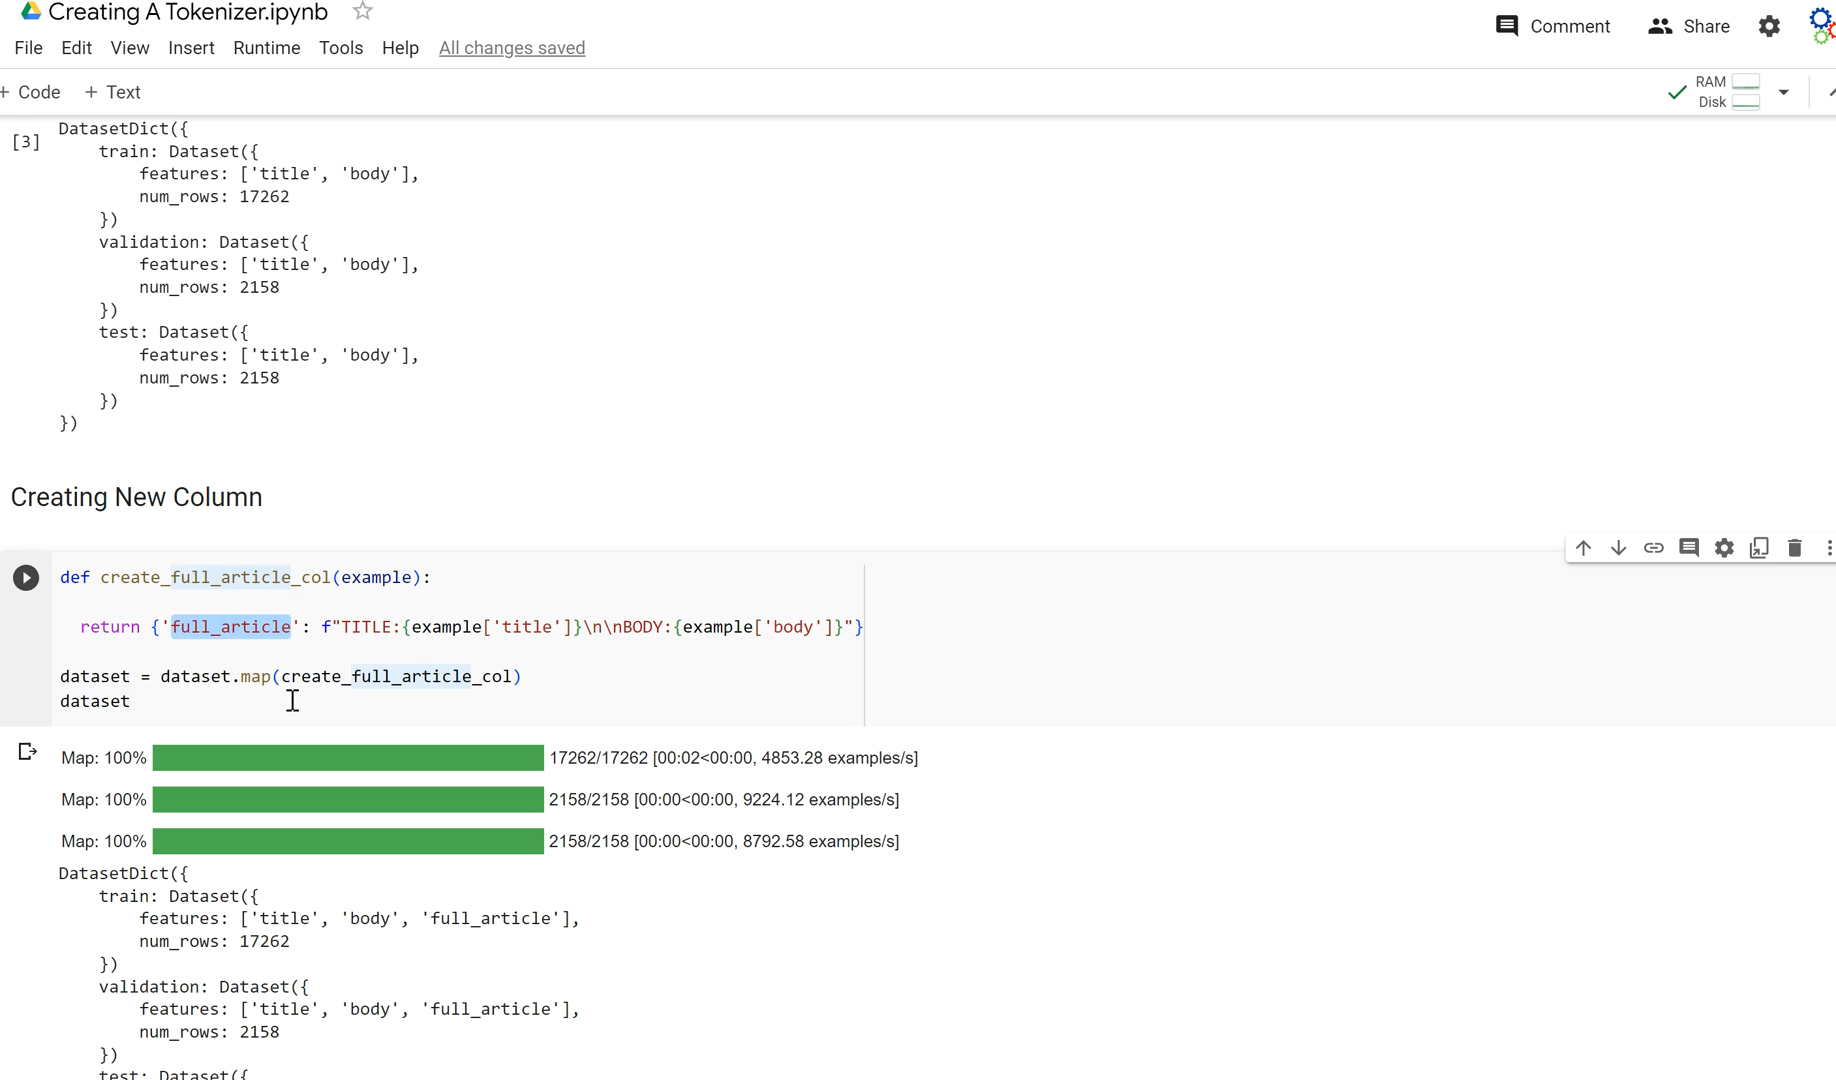 Creating A Tokenizer.ipynb
Comment
Share
File Edit View Insert Runtime Tools Help All changes saved
+ Code + Text
RAM
Disk
[3]
DatasetDict({
    train: Dataset({
        features: ['title', 'body'],
        num_rows: 17262
    })
    validation: Dataset({
        features: ['title', 'body'],
        num_rows: 2158
    })
    test: Dataset({
        features: ['title', 'body'],
        num_rows: 2158
    })
})
Creating New Column
def create_full_article_col(example):
  return {'full_article': f"TITLE:{example['title']}\n\nBODY:{example['body']}"}
dataset = dataset.map(create_full_article_col)
dataset
Map: 100% 17262/17262 [00:02<00:00, 4853.28 examples/s]
Map: 100% 2158/2158 [00:00<00:00, 9224.12 examples/s]
Map: 100% 2158/2158 [00:00<00:00, 8792.58 examples/s]
DatasetDict({
    train: Dataset({
        features: ['title', 'body', 'full_article'],
        num_rows: 17262
    })
    validation: Dataset({
        features: ['title', 'body', 'full_article'],
        num_rows: 2158
    })
    test: Dataset({